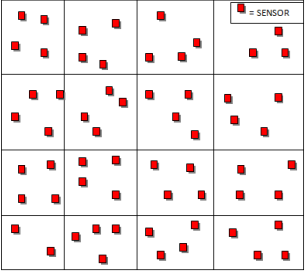 = SENSOR